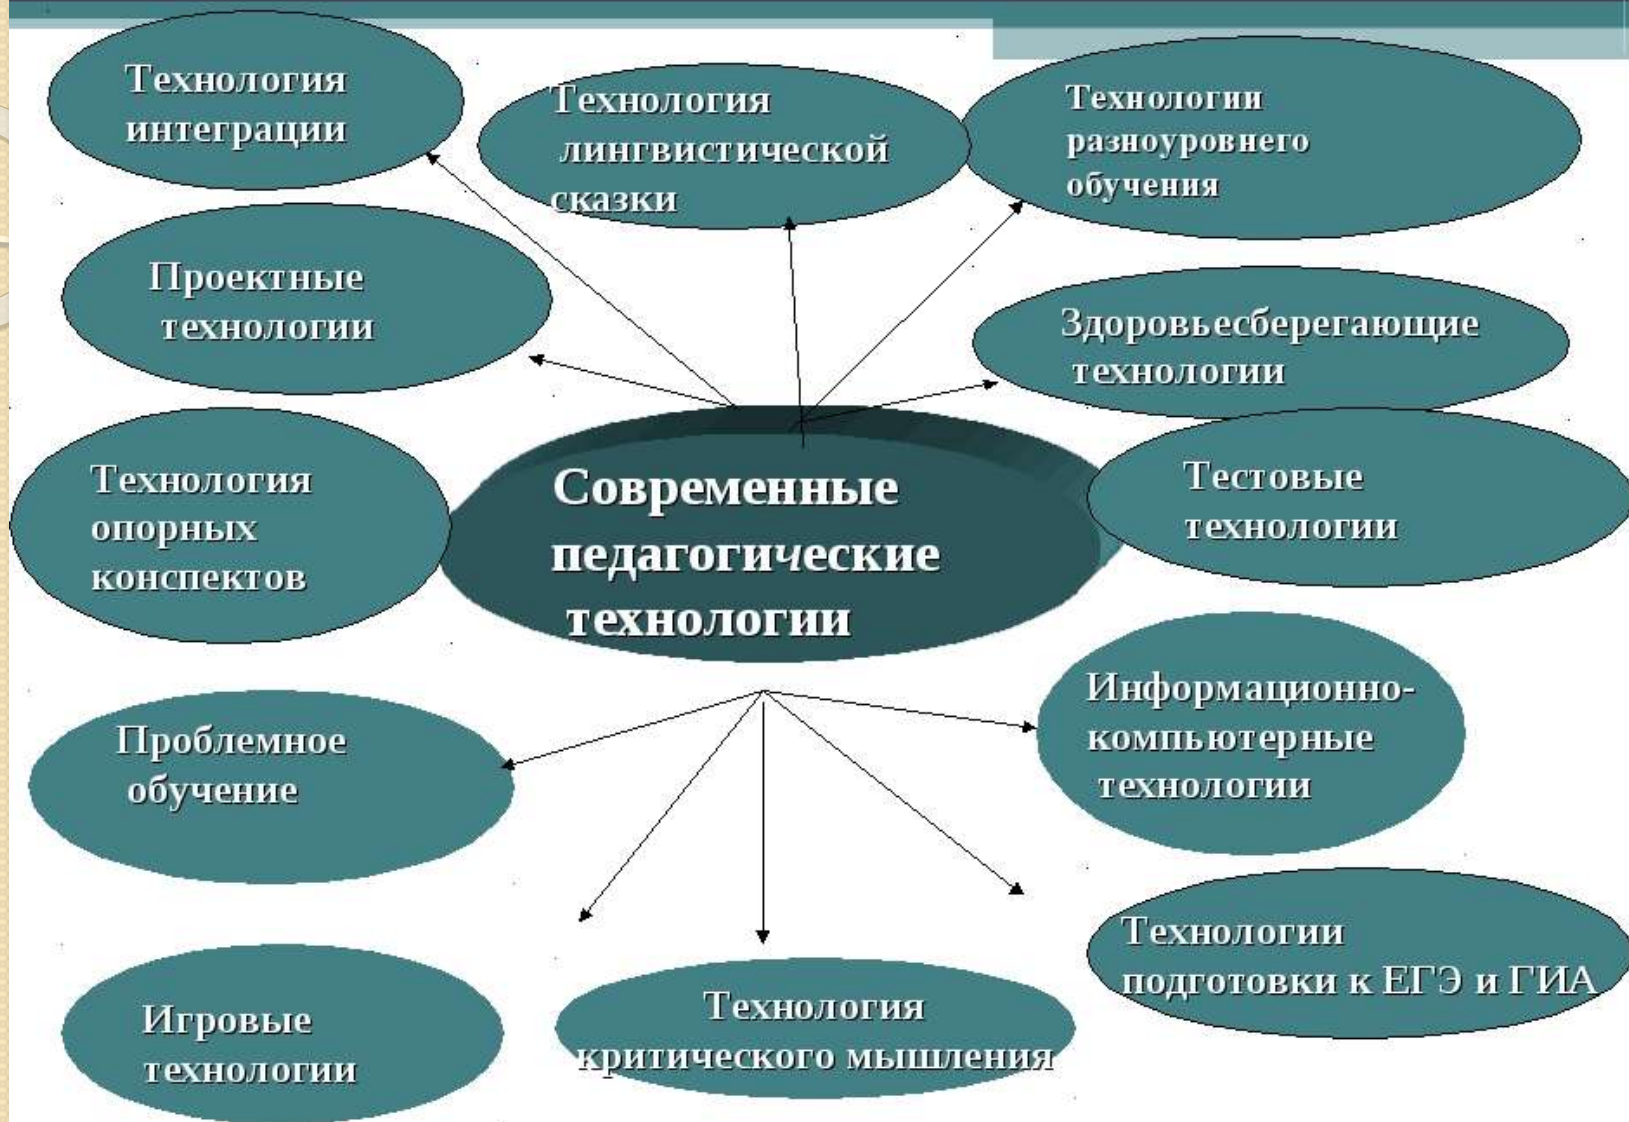 Технология
интеграции
Технология
лингвистической
сказки
Технологии
разноуровнего
обучения
Проектные
технологии
Здоровьесберегающие
технологии
Технология
опорных
конспектов
Современные
педагогические
технологии
Тестовые
технологии
Проблемное
обучение
Информационно-
компьютерные
технологии
Игровые
технологии
Технология
критического мышления
Технологии
подготовки к ЕГЭ и ГИА